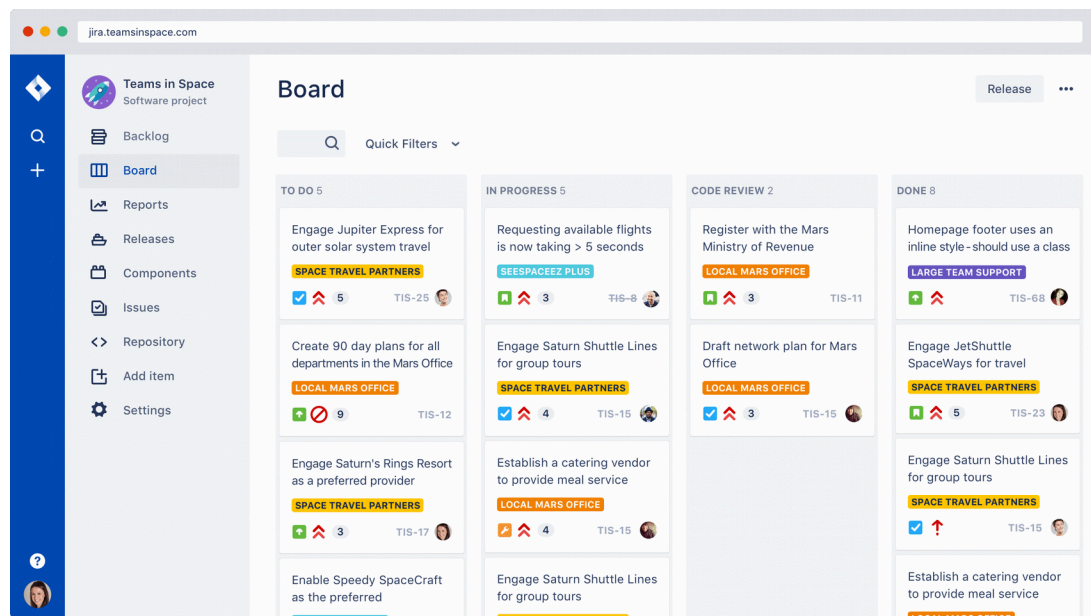 jira.teamsinspace.com
Teams in Space
Software project
Backlog
Board
Reports
Releases
Components
Issues
Repository
Add item
Settings
?
Board
Release
Quick Filters
TO DO 5
Engage Jupiter Express for
outer solar system travel
SPACE TRAVEL PARTNERS
5 TIS-25
Create 90 day plans for all
departments in the Mars Office
LOCAL MARS OFFICE
9 TIS-12
Engage Saturn's Rings Resort
as a preferred provider
SPACE TRAVEL PARTNERS
3 TIS-17
Enable Speedy SpaceCraft
as the preferred
IN PROGRESS 5
Requesting available flights
is now taking > 5 seconds
SEESPACEEZ PLUS
3 TIS-8
Engage Saturn Shuttle Lines
for group tours
SPACE TRAVEL PARTNERS
4 TIS-15
Establish a catering vendor
to provide meal service
LOCAL MARS OFFICE
4 TIS-15
Engage Saturn Shuttle Lines
for group tours
CODE REVIEW 2
Register with the Mars
Ministry of Revenue
LOCAL MARS OFFICE
3 TIS-11
Draft network plan for Mars
Office
LOCAL MARS OFFICE
3 TIS-15
DONE 8
Homepage footer uses an
inline style - should use a class
LARGE TEAM SUPPORT
TIS-68
Engage JetShuttle
SpaceWays for travel
SPACE TRAVEL PARTNERS
5 TIS-23
Engage Saturn Shuttle Lines
for group tours
SPACE TRAVEL PARTNERS
TIS-15
Establish a catering vendor
to provide meal service